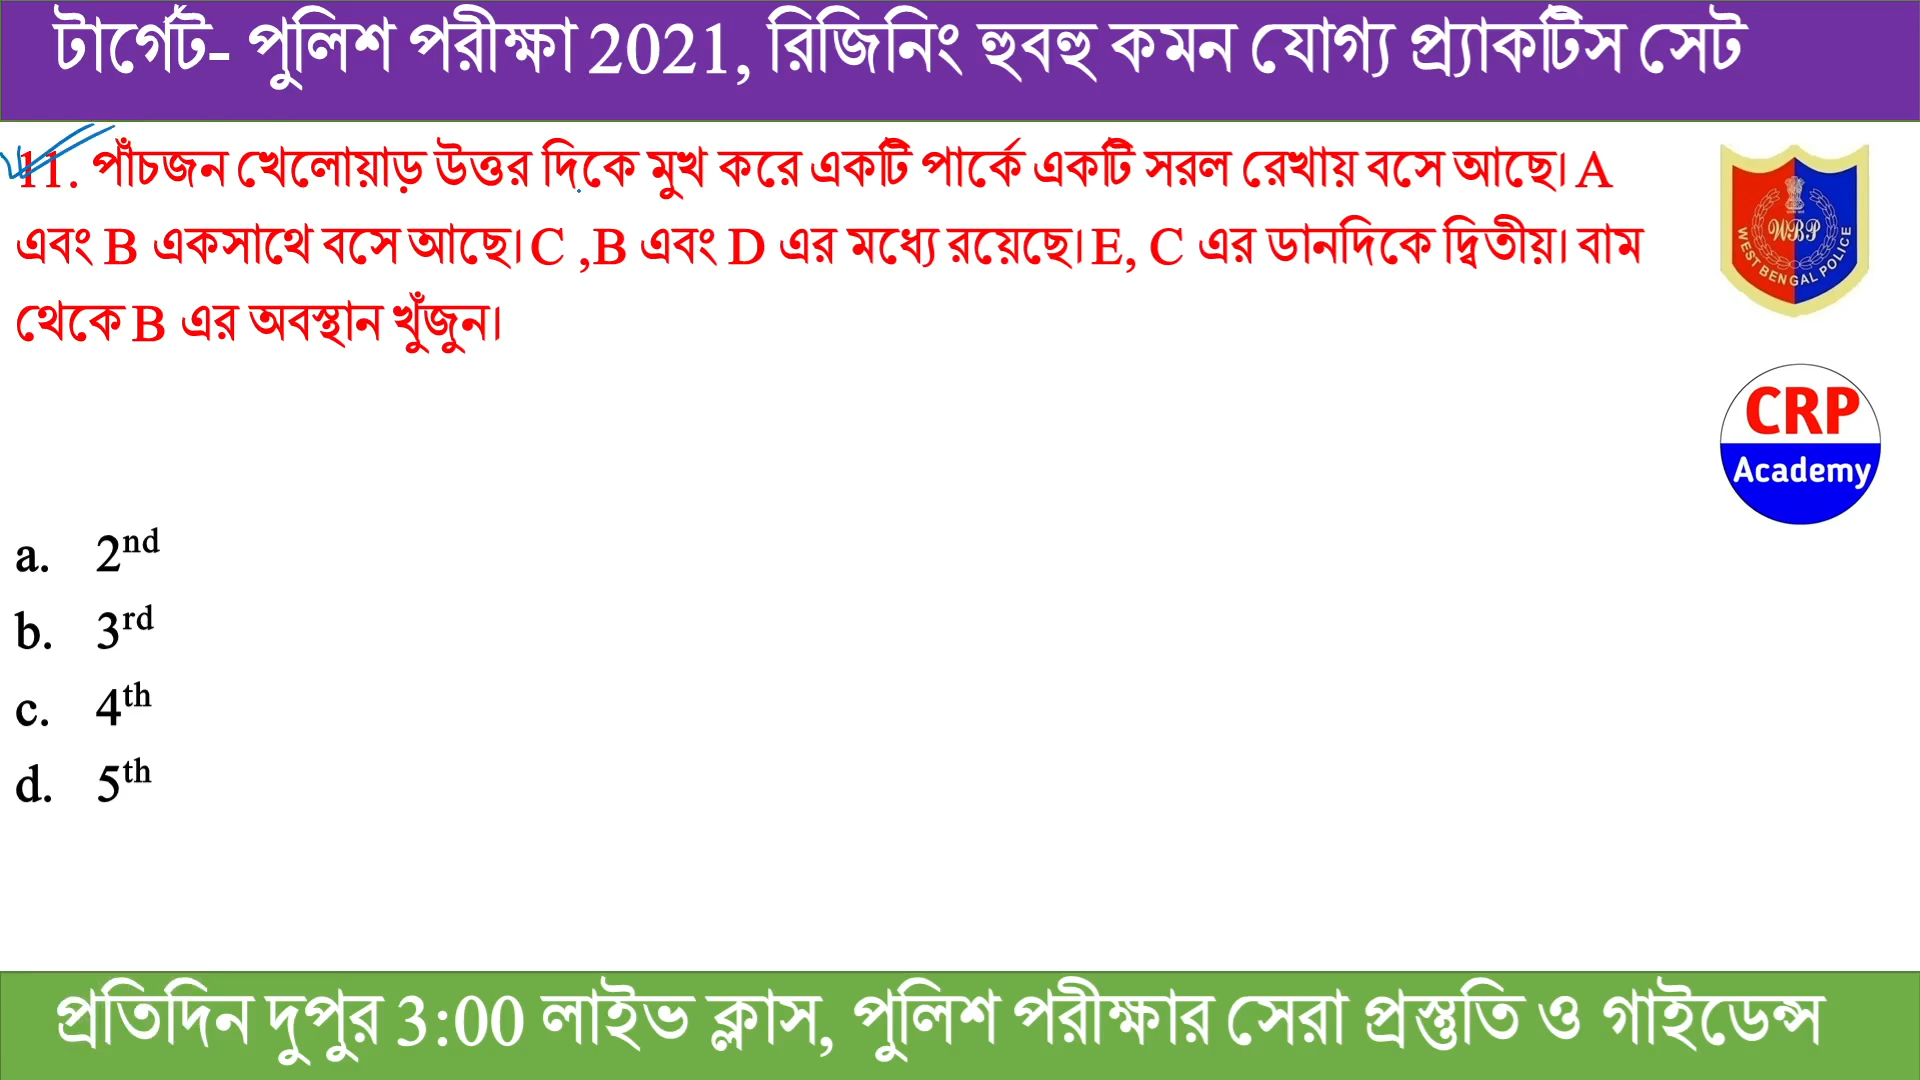 টার্গেট- পুলিশ পরীক্ষা 2021, রিজিনিং হুবহু কমন যোগ্য প্র্যাকটিস সেট
11. পাঁচজন খেলোয়াড় উত্তর দিকে মুখ করে একটি পার্কে একটি সরল রেখায় বসে আছে। A
এবং B একসাথে বসে আছে। C ,B এবং D এর মধ্যে রয়েছে। E, C এর ডানদিকে দ্বিতীয়। বাম
থেকে B এর অবস্থান খুঁজুন।
WBP
WEST BENGAL POLICE
CRP
Academy
a. 2nd
b. 3rd
c. 4th
d. 5th
প্রতিদিন দুপুর 3:00 লাইভ ক্লাস, পুলিশ পরীক্ষার সেরা প্রস্তুতি ও গাইডেন্স